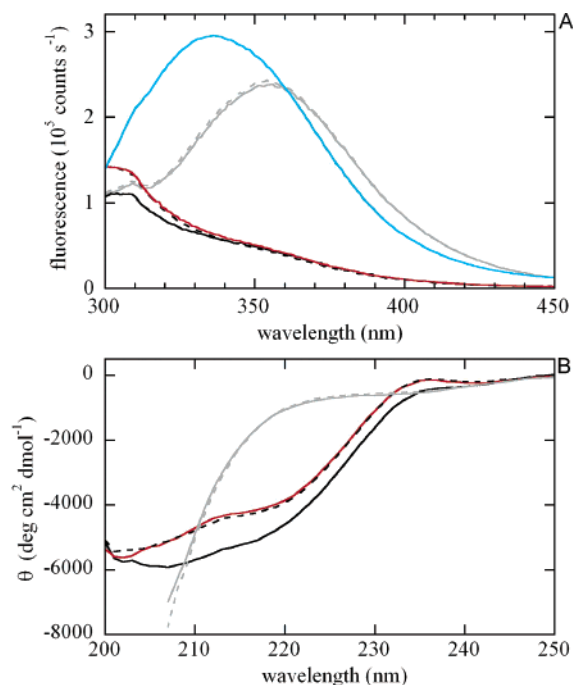 A
3
2
1
0
fluorescence (10⁵ counts s⁻¹)
300 350 400 450
wavelength (nm)
B
0
-2000
-4000
-6000
-8000
θ (deg cm² dmol⁻¹)
200 210 220 230 240 250
wavelength (nm)